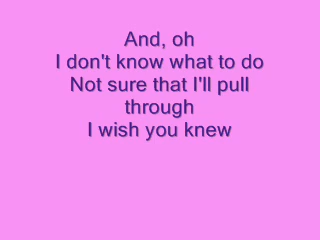 And, oh
I don't know what to do
Not sure that I'll pull
through
I wish you knew